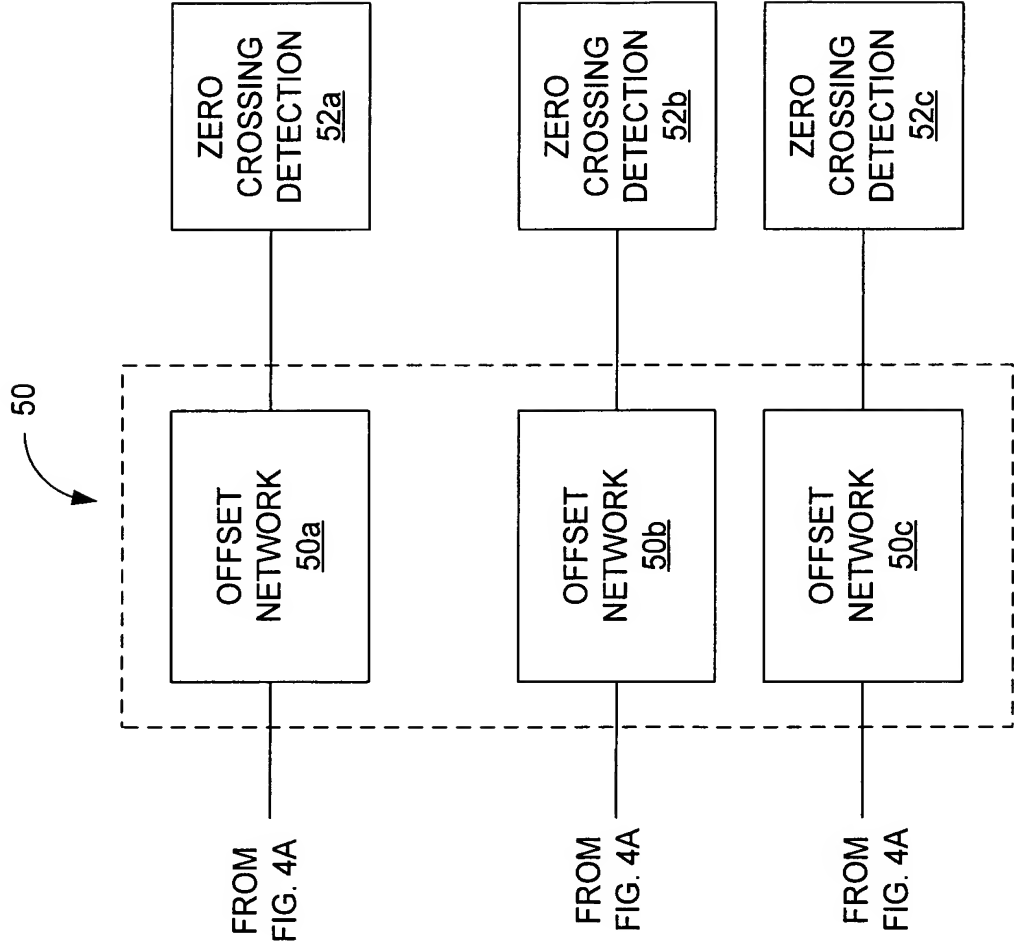 50
FROM
FIG. 4A
OFFSET
NETWORK
50a
ZERO
CROSSING
DETECTION
52a
FROM
FIG. 4A
OFFSET
NETWORK
50b
ZERO
CROSSING
DETECTION
52b
FROM
FIG. 4A
OFFSET
NETWORK
50c
ZERO
CROSSING
DETECTION
52c